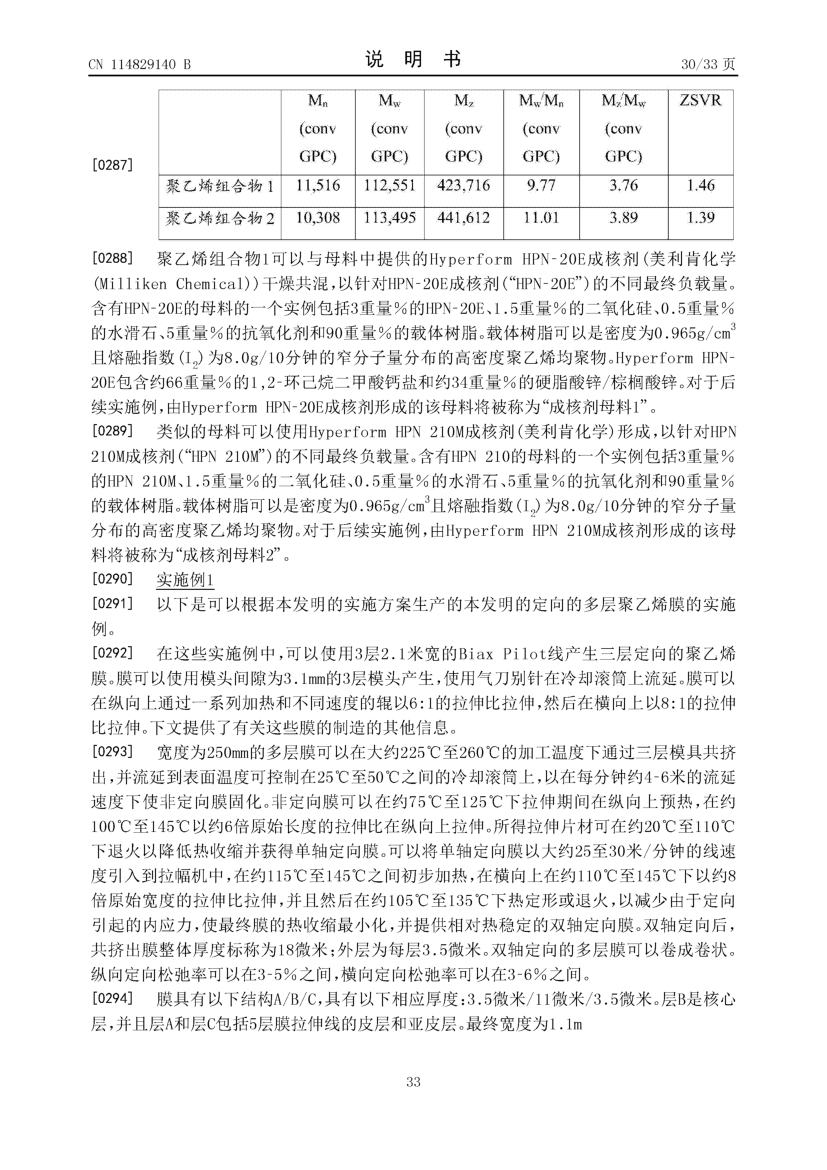 CN 114829140 B
说 明 书
30/33 页
[0287]
Mn (conv GPC) Mw (conv GPC) Mz (conv GPC) Mw/Mn (conv GPC) Mz/Mw (conv GPC) ZSVR
聚乙烯组合物 1 11,516 112,551 423,716 9.77 3.76 1.46
聚乙烯组合物 2 10,308 113,495 441,612 11.01 3.89 1.39
[0288] 聚乙烯组合物1可以与母料中提供的Hyperform HPN-20E成核剂(美利肯化学
(Milliken Chemical))干燥共混,以针对HPN-20E成核剂(“HPN-20E”)的不同最终负载量。
含有HPN-20E的母料的一个实例包括3重量%的HPN-20E、1.5重量%的二氧化硅、0.5重量%
的水滑石、5重量%的抗氧化剂和90重量%的载体树脂。载体树脂可以是密度为0.965g/cm³
且熔融指数(I₂)为8.0g/10分钟的窄分子量分布的高密度聚乙烯均聚物。Hyperform HPN-
20E包含约66重量%的1,2-环己烷二甲酸钙盐和约34重量%的硬脂酸锌/棕榈酸锌。对于后
续实施例,由Hyperform HPN-20E成核剂形成的该母料将被称为“成核剂母料1”。
[0289] 类似的母料可以使用Hyperform HPN 210M成核剂(美利肯化学)形成,以针对HPN
210M成核剂(“HPN 210M”)的不同最终负载量。含有HPN 210的母料的一个实例包括3重量%
的HPN 210M、1.5重量%的二氧化硅、0.5重量%的水滑石、5重量%的抗氧化剂和90重量%
的载体树脂。载体树脂可以是密度为0.965g/cm³且熔融指数(I₂)为8.0g/10分钟的窄分子量
分布的高密度聚乙烯均聚物。对于后续实施例,由Hyperform HPN 210M成核剂形成的该母
料将被称为“成核剂母料2”。
[0290] 实施例1
[0291] 以下是可以根据本发明的实施方案生产的本发明的定向的多层聚乙烯膜的实施
例。
[0292] 在这些实施例中,可以使用3层2.1米宽的Biax Pilot线产生三层定向的聚乙烯
膜。膜可以使用模头间隙为3.1mm的3层模头产生,使用气刀别针在冷却滚筒上流延。膜可以
在纵向上通过一系列加热和不同速度的辊以6:1的拉伸比拉伸,然后在横向上以8:1的拉伸
比拉伸。下文提供了有关这些膜的制造的其他信息。
[0293] 宽度为250mm的多层膜可以在大约225℃至260℃的加工温度下通过三层模具共挤
出,并流延到表面温度可控制在25℃至50℃之间的冷却滚筒上,以在每分钟约4-6米的流延
速度下使非定向膜固化。非定向膜可以在约75℃至125℃下拉伸期间在纵向上预热,在约
100℃至145℃以约6倍原始长度的拉伸比在纵向上拉伸。所得拉伸片材可在约20℃至110℃
下退火以降低热收缩并获得单轴定向膜。可以将单轴定向膜以大约25至30米/分钟的线速
度引入到拉幅机中,在约115℃至145℃之间初步加热,在横向上在约110℃至145℃下以约8
倍原始宽度的拉伸比拉伸,并且然后在约105℃至135℃下热定形或退火,以减少由于定向
引起的内应力,使最终膜的热收缩最小化,并提供相对热稳定的双轴定向膜。双轴定向后,
共挤出膜整体厚度标称为18微米;外层为每层3.5微米。双轴定向的多层膜可以卷成卷状。
纵向定向松弛率可以在3-5%之间,横向定向松弛率可以在3-6%之间。
[0294] 膜具有以下结构A/B/C,具有以下相应厚度:3.5微米/11微米/3.5微米。层B是核心
层,并且层A和层C包括5层膜拉伸线的皮层和亚皮层。最终宽度为1.1m
33